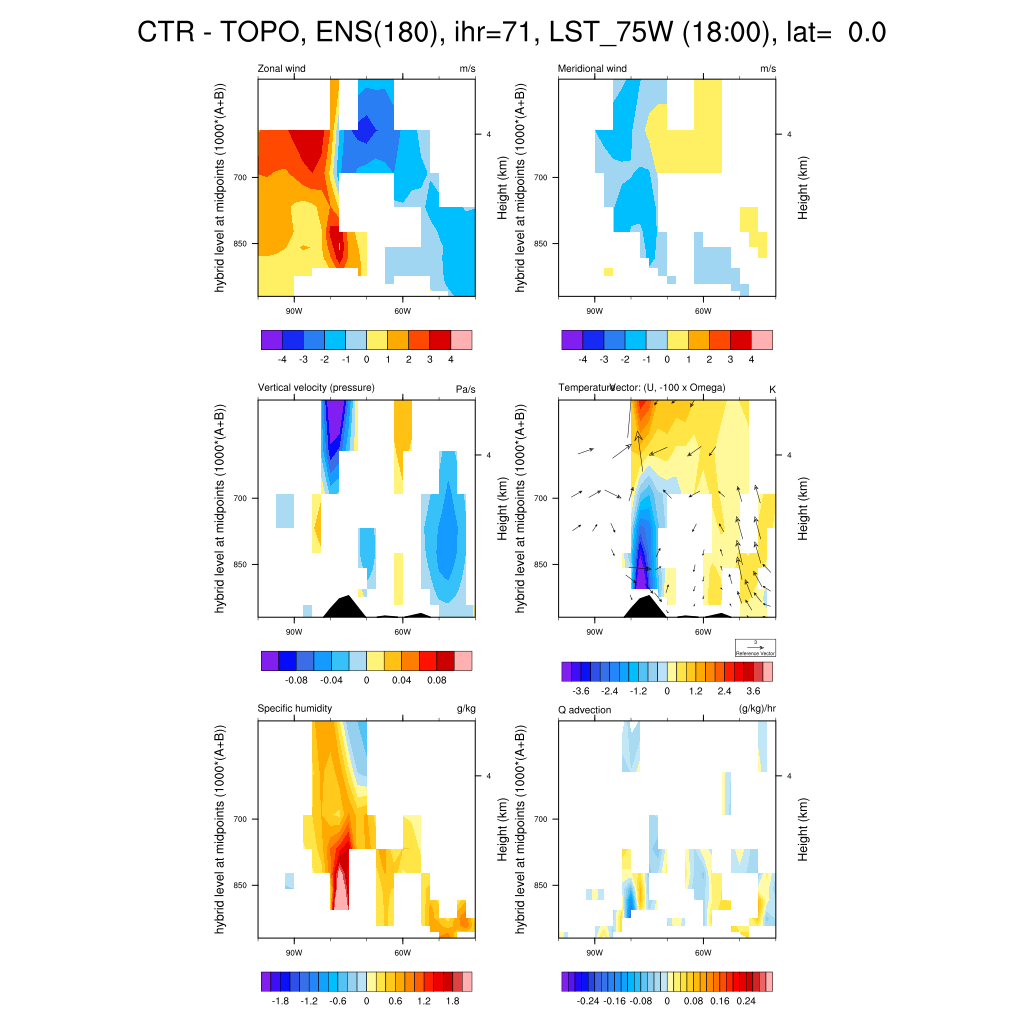 CTR - TOPO, ENS(180), ihr=71, LST_75W (18:00), lat= 0.0
Zonal wind m/s
hybrid level at midpoints (1000*(A+B))
700
850
4
Height (km)
90W 60W
-4 -3 -2 -1 0 1 2 3 4
Meridional wind m/s
hybrid level at midpoints (1000*(A+B))
700
850
4
Height (km)
90W 60W
-4 -3 -2 -1 0 1 2 3 4
Vertical velocity (pressure) Pa/s
hybrid level at midpoints (1000*(A+B))
700
850
4
Height (km)
90W 60W
-0.08 -0.04 0 0.04 0.08
Temperature Vector: (U, -100 x Omega) K
hybrid level at midpoints (1000*(A+B))
700
850
4
Height (km)
90W 60W
3
Reference Vector
-3.6 -2.4 -1.2 0 1.2 2.4 3.6
Specific humidity g/kg
hybrid level at midpoints (1000*(A+B))
700
850
4
Height (km)
90W 60W
-1.8 -1.2 -0.6 0 0.6 1.2 1.8
Q advection (g/kg)/hr
hybrid level at midpoints (1000*(A+B))
700
850
4
Height (km)
90W 60W
-0.24 -0.16 -0.08 0 0.08 0.16 0.24